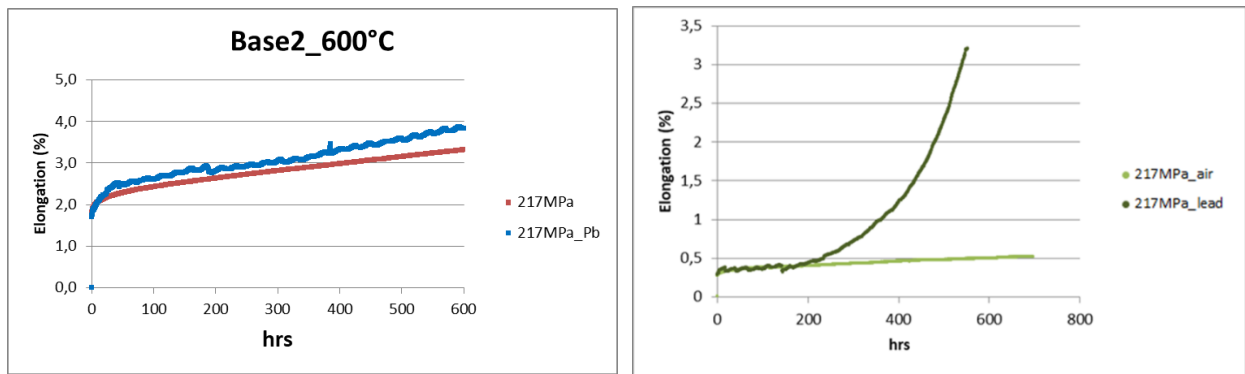 Base2_600°C
Elongation (%)
5,0
4,0
3,0
2,0
1,0
0,0
0 100 200 300 400 500 600
hrs
217MPa
217MPa_Pb
Elongation (%)
3,5
3
2,5
2
1,5
1
0,5
0
0 200 400 600 800
hrs
217MPa_air
217MPa_lead